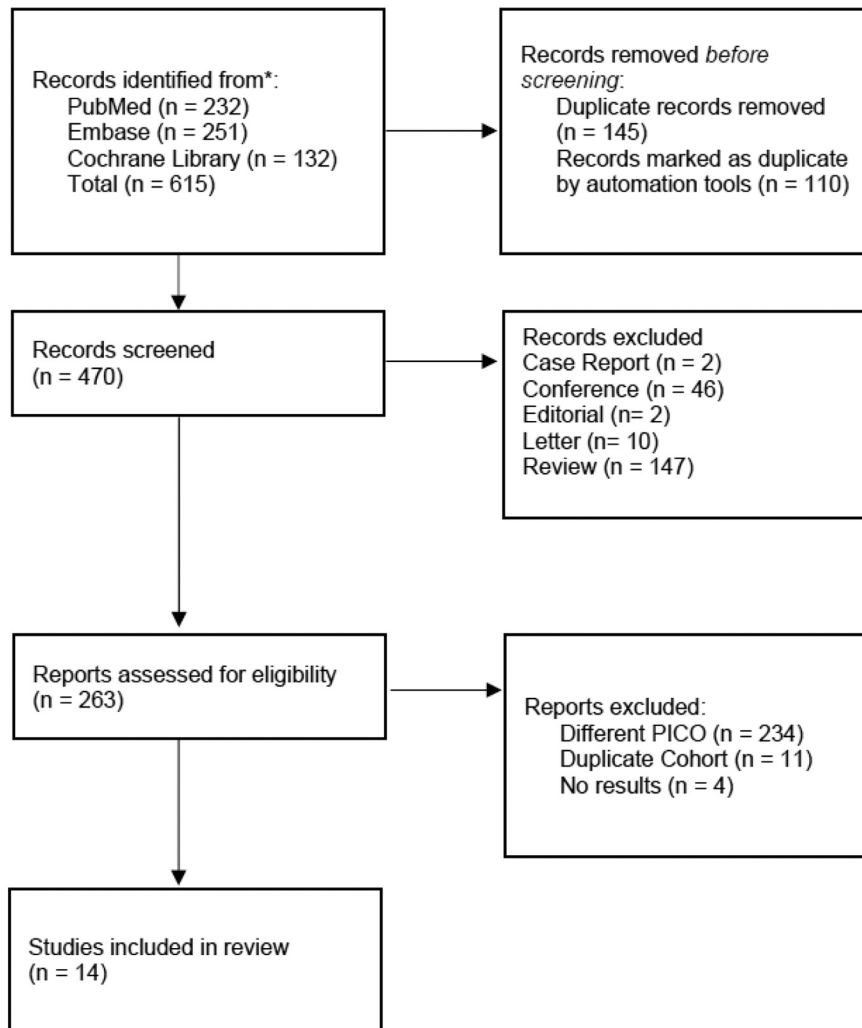 Records identified from*:
PubMed (n = 232)
Embase (n = 251)
Cochrane Library (n = 132)
Total (n = 615)
Records removed before
screening:
Duplicate records removed
(n = 145)
Records marked as duplicate
by automation tools (n = 110)
Records screened
(n = 470)
Records excluded
Case Report (n = 2)
Conference (n = 46)
Editorial (n= 2)
Letter (n= 10)
Review (n = 147)
Reports assessed for eligibility
(n = 263)
Reports excluded:
Different PICO (n = 234)
Duplicate Cohort (n = 11)
No results (n = 4)
Studies included in review
(n = 14)